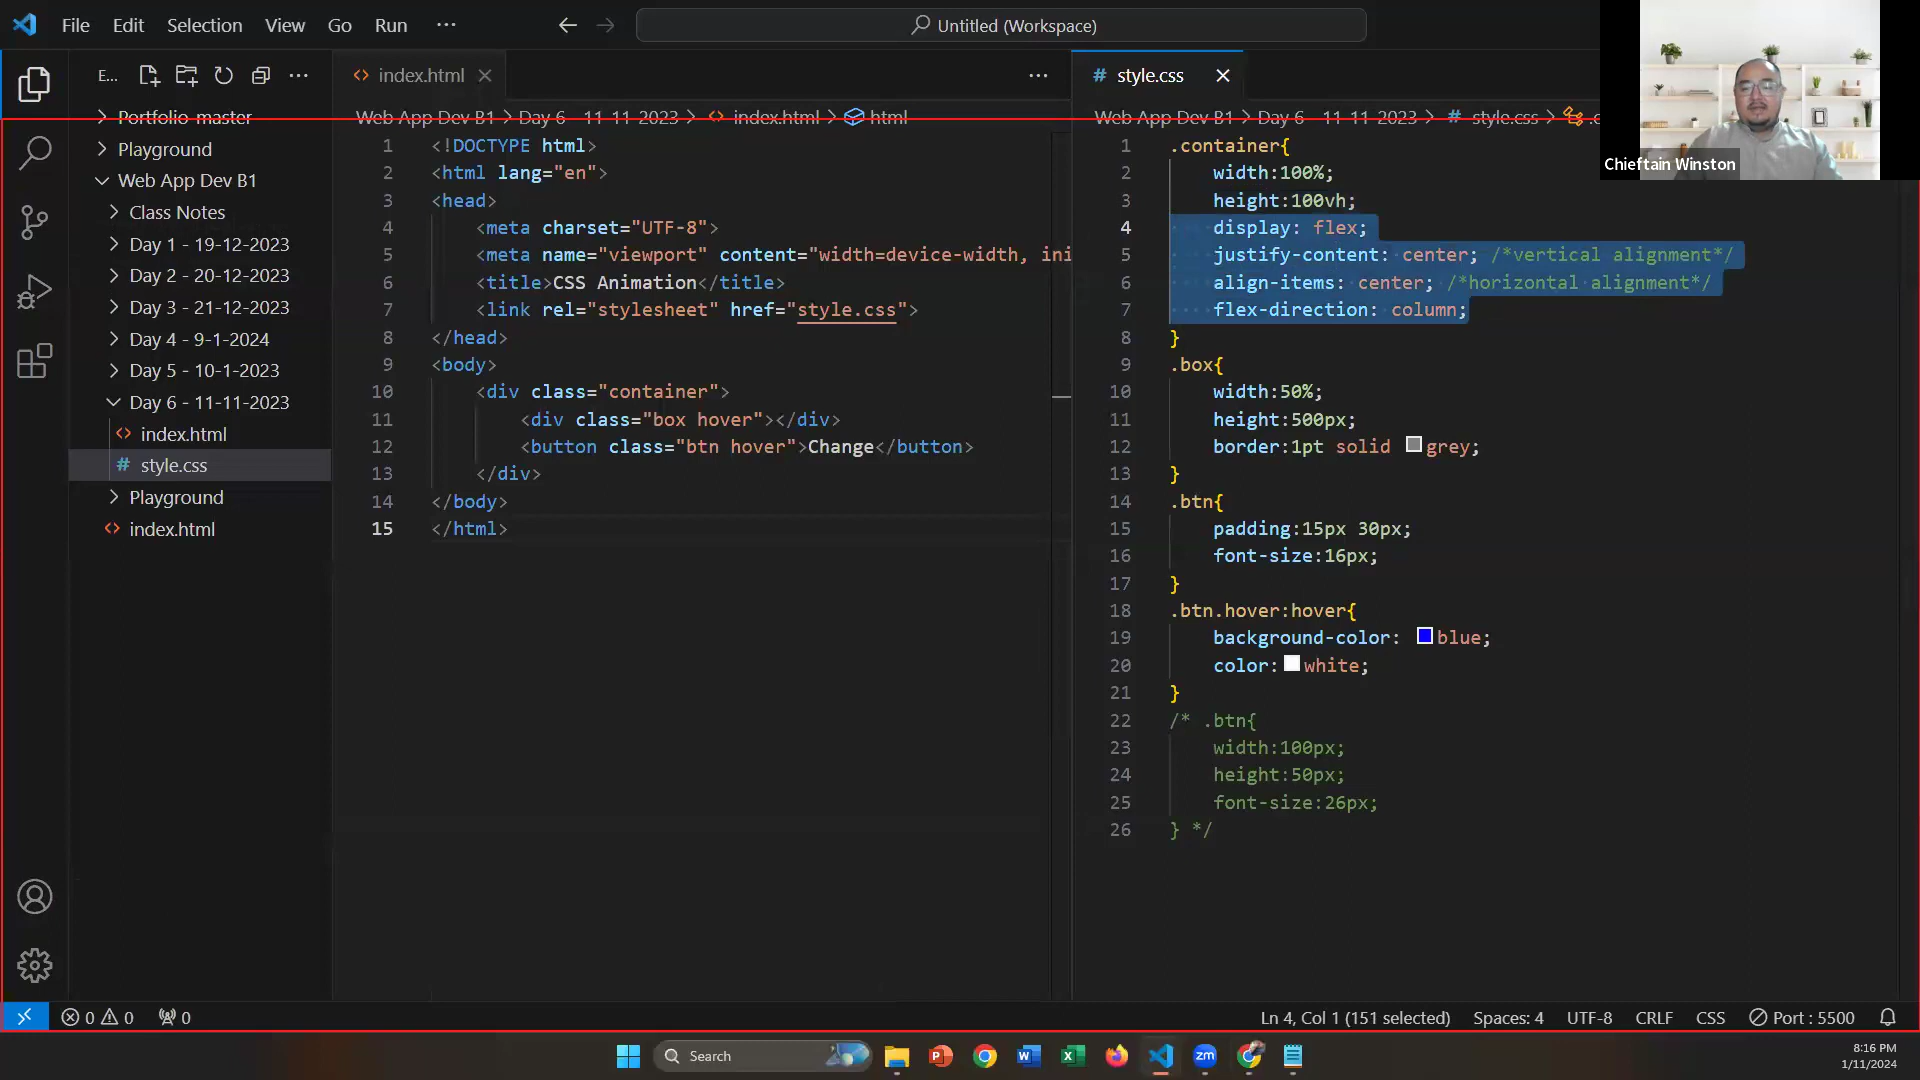 File Edit Selection View Go Run ···
Untitled (Workspace)
E...
Portfolio-master
Playground
Web App Dev B1
Class Notes
Day 1 - 19-12-2023
Day 2 - 20-12-2023
Day 3 - 21-12-2023
Day 4 - 9-1-2024
Day 5 - 10-1-2023
Day 6 - 11-11-2023
index.html
style.css
Playground
index.html
index.html
Web App Dev B1 > Day 6 - 11-11-2023 > index.html > html
1 <!DOCTYPE html>
2 <html lang="en">
3 <head>
4 <meta charset="UTF-8">
5 <meta name="viewport" content="width=device-width, ini
6 <title>CSS Animation</title>
7 <link rel="stylesheet" href="style.css">
8 </head>
9 <body>
10 <div class="container">
11 <div class="box hover"></div>
12 <button class="btn hover">Change</button>
13 </div>
14 </body>
15 </html>
style.css
Web App Dev B1 > Day 6 - 11-11-2023 > style.css > .c
1 .container{
2 width:100%;
3 height:100vh;
4 display: flex;
5 justify-content: center; /*vertical alignment*/
6 align-items: center; /*horizontal alignment*/
7 flex-direction: column;
8 }
9 .box{
10 width:50%;
11 height:500px;
12 border:1pt solid grey;
13 }
14 .btn{
15 padding:15px 30px;
16 font-size:16px;
17 }
18 .btn.hover:hover{
19 background-color: blue;
20 color:white;
21 }
22 /* .btn{
23 width:100px;
24 height:50px;
25 font-size:26px;
26 } */
Chieftain Winston
0 0 0
Ln 4, Col 1 (151 selected) Spaces: 4 UTF-8 CRLF CSS Port : 5500
Search
zm
8:16 PM
1/11/2024